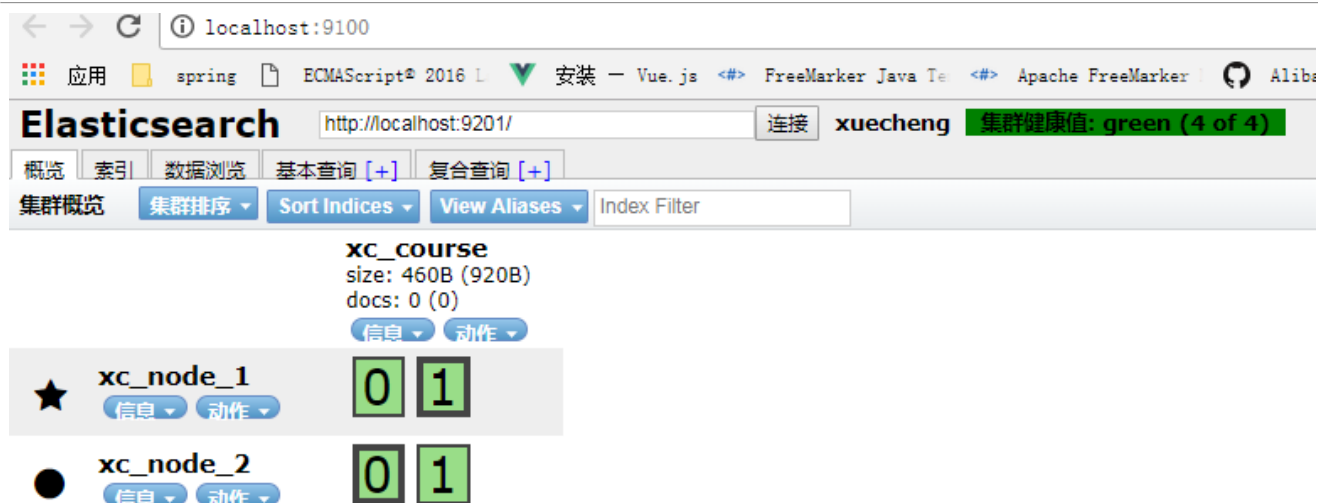 localhost:9100
应用 spring ECMAScript® 2016 L 安装 — Vue.js FreeMarker Java Te Apache FreeMarker Aliba
Elasticsearch http://localhost:9201/ 连接 xuecheng 集群健康值: green (4 of 4)
概览 索引 数据浏览 基本查询 [+] 复合查询 [+]
集群概览 集群排序 Sort Indices View Aliases Index Filter
xc_course
size: 460B (920B)
docs: 0 (0)
信息 动作
xc_node_1 0 1
信息 动作
xc_node_2 0 1
信息 动作